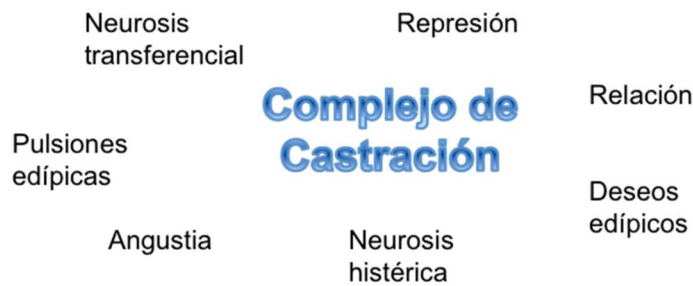 Neurosis
transferencial
Represión
Complejo de
Castración
Relación
Pulsiones
edípicas
Deseos
edípicos
Angustia
Neurosis
histérica